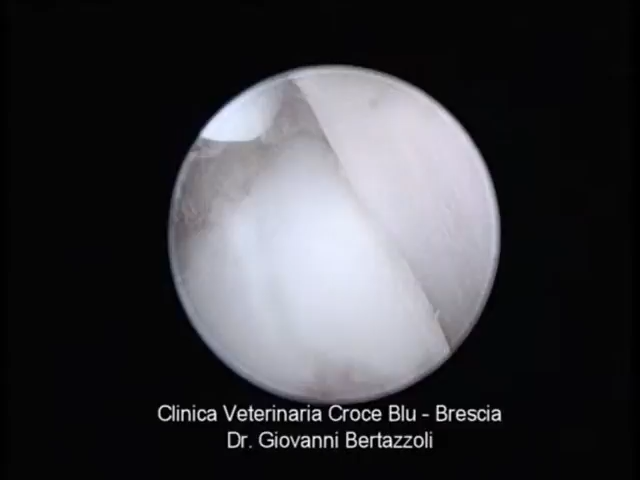 Clinica Veterinaria Croce Blu - Brescia
Dr. Giovanni Bertazzoli